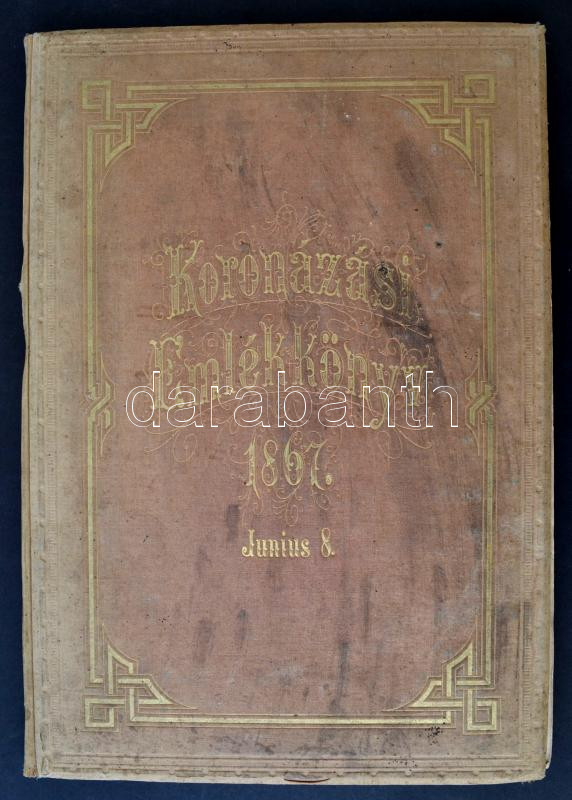 Koronázási
Emlékkönyv
darabanth
1867.
Junius 8.